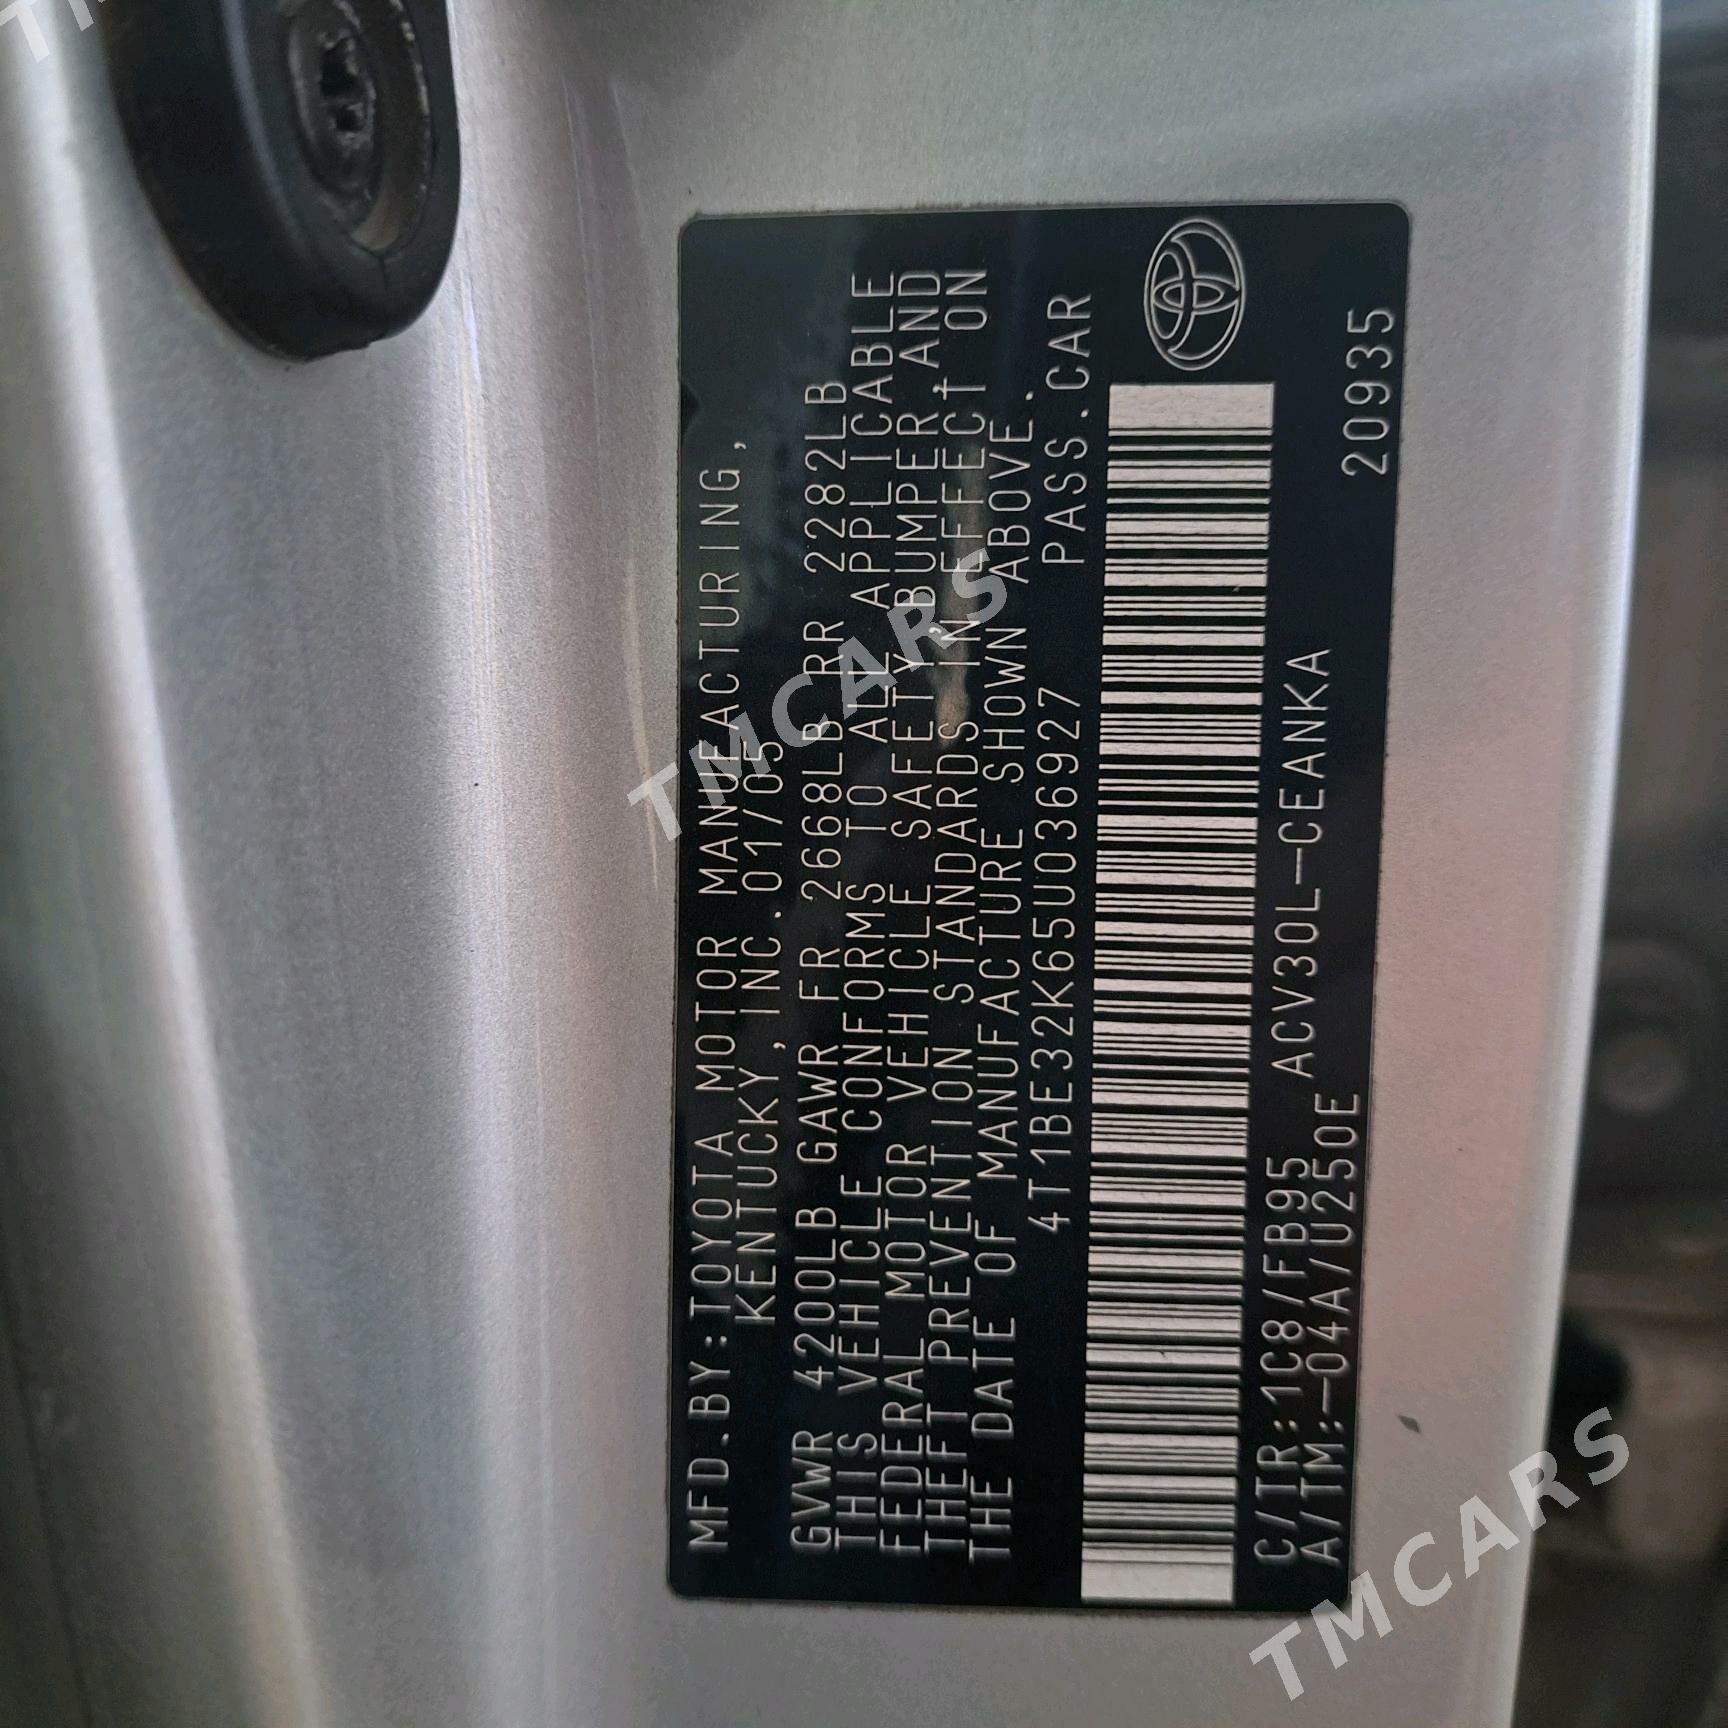 MFD.BY:TOYOTA MOTOR MANUFACTURING,
KENTUCKY, INC.01/05
GVWR 4200LB GAWR FR 2668LB RR 2282LB
THIS VEHICLE CONFORMS TO ALL APPLICABLE
FEDERAL MOTOR VEHICLE SAFETY, BUMPER, AND
THEFT PREVENTION STANDARDS IN EFFECT ON
THE DATE OF MANUFACTURE SHOWN ABOVE.
4T1BE32K65U036927 PASS.CAR
C/TR:1C8/FB95 ACV30L-CEANKA
A/TM:-04A/U250E 20935
TMCARS
TMCARS